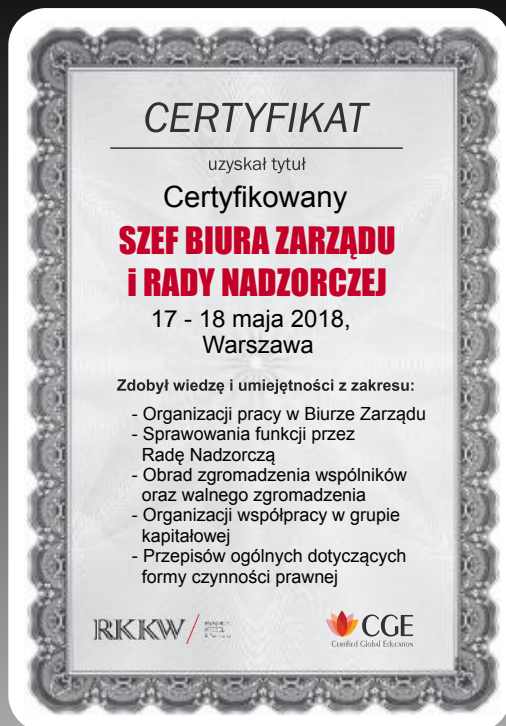 CERTYFIKAT
uzyskał tytuł
Certyfikowany
SZEF BIURA ZARZĄDU
i RADY NADZORCZEJ
17 - 18 maja 2018,
Warszawa
Zdobył wiedzę i umiejętności z zakresu:
- Organizacji pracy w Biurze Zarządu
- Sprawowania funkcji przez
Radę Nadzorczą
- Obrad zgromadzenia wspólników
oraz walnego zgromadzenia
- Organizacji współpracy w grupie
kapitałowej
- Przepisów ogólnych dotyczących
formy czynności prawnej
RKKW
CGE
Certified Global Education